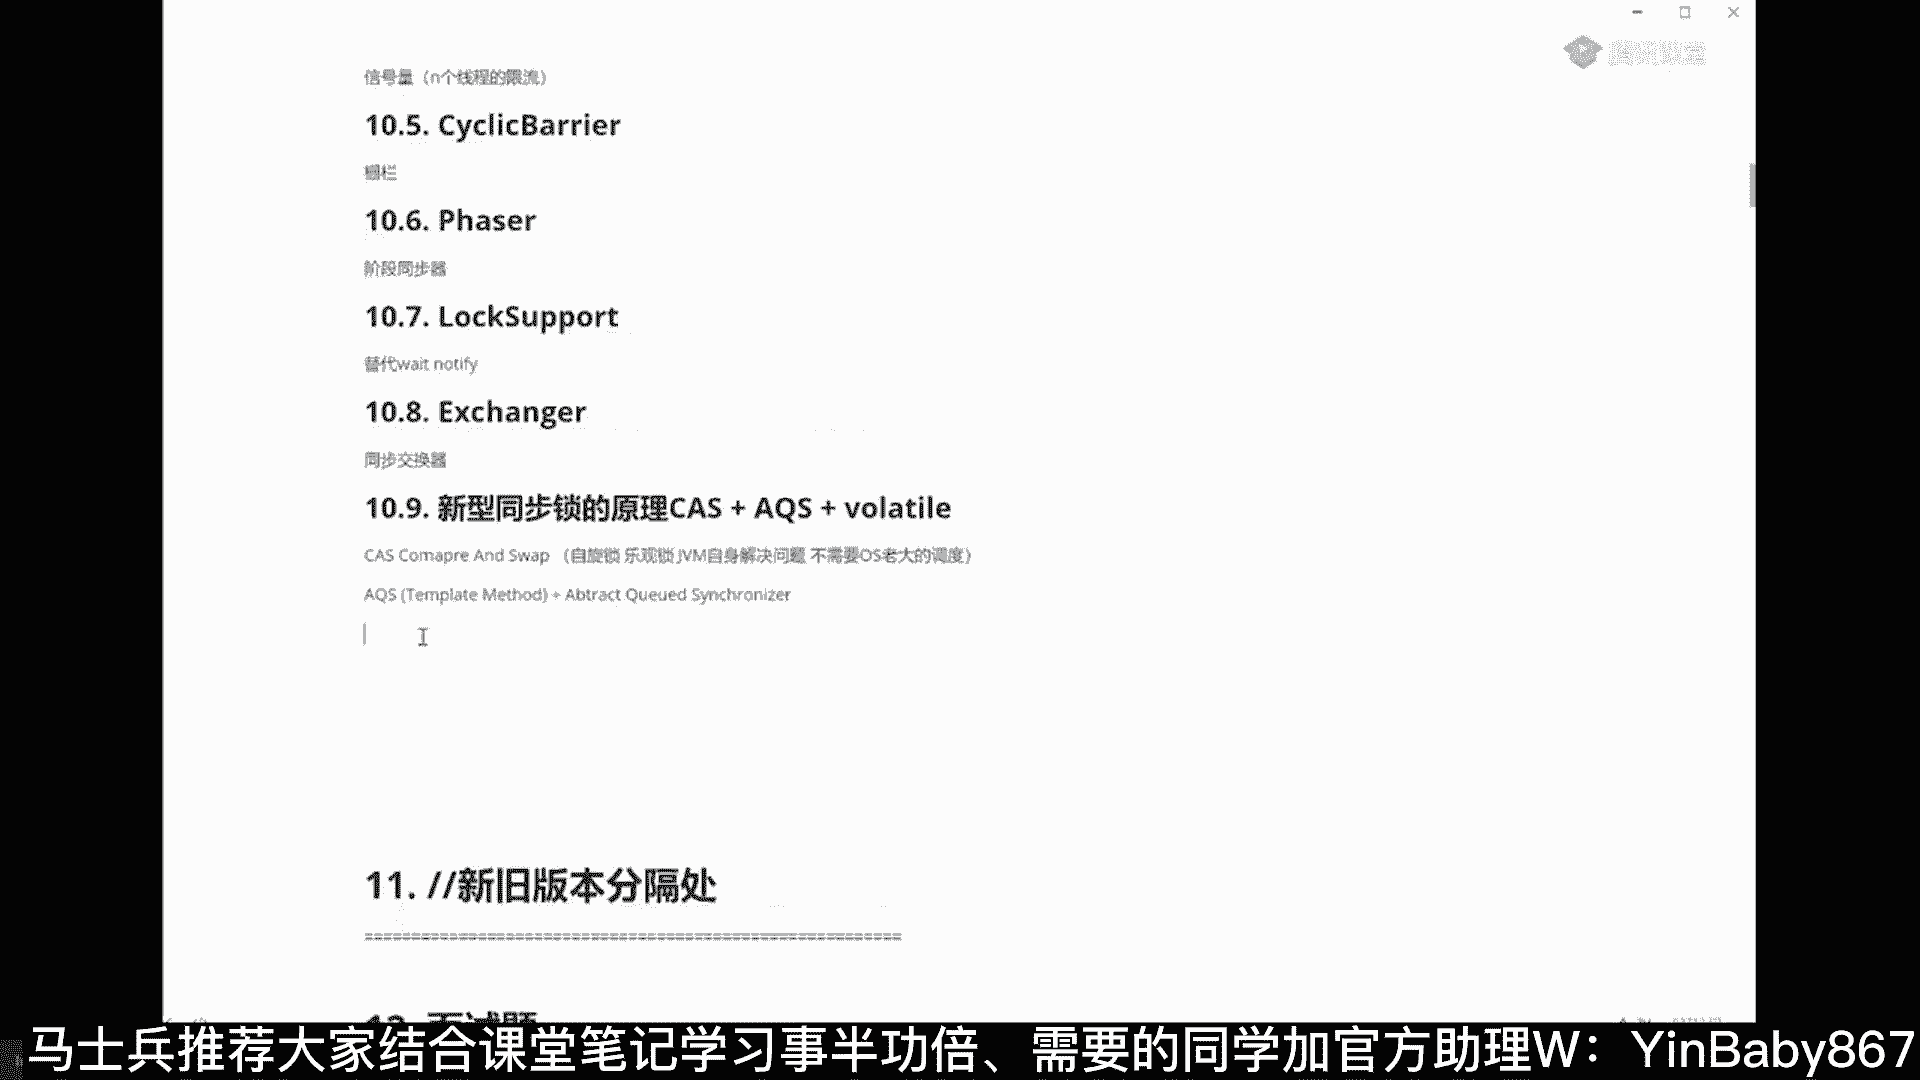 信号量（n个线程的限流）
10.5. CyclicBarrier
栅栏
10.6. Phaser
阶段同步器
10.7. LockSupport
替代wait notify
10.8. Exchanger
同步交换器
10.9. 新型同步锁的原理CAS + AQS + volatile
CAS Comapre And Swap （自旋锁 乐观锁 JVM自身解决问题 不需要OS老大的调度）
AQS (Template Method) + Abtract Queued Synchronizer
11. //新旧版本分隔处
马士兵推荐大家结合课堂笔记学习事半功倍、需要的同学加官方助理W：YinBaby867